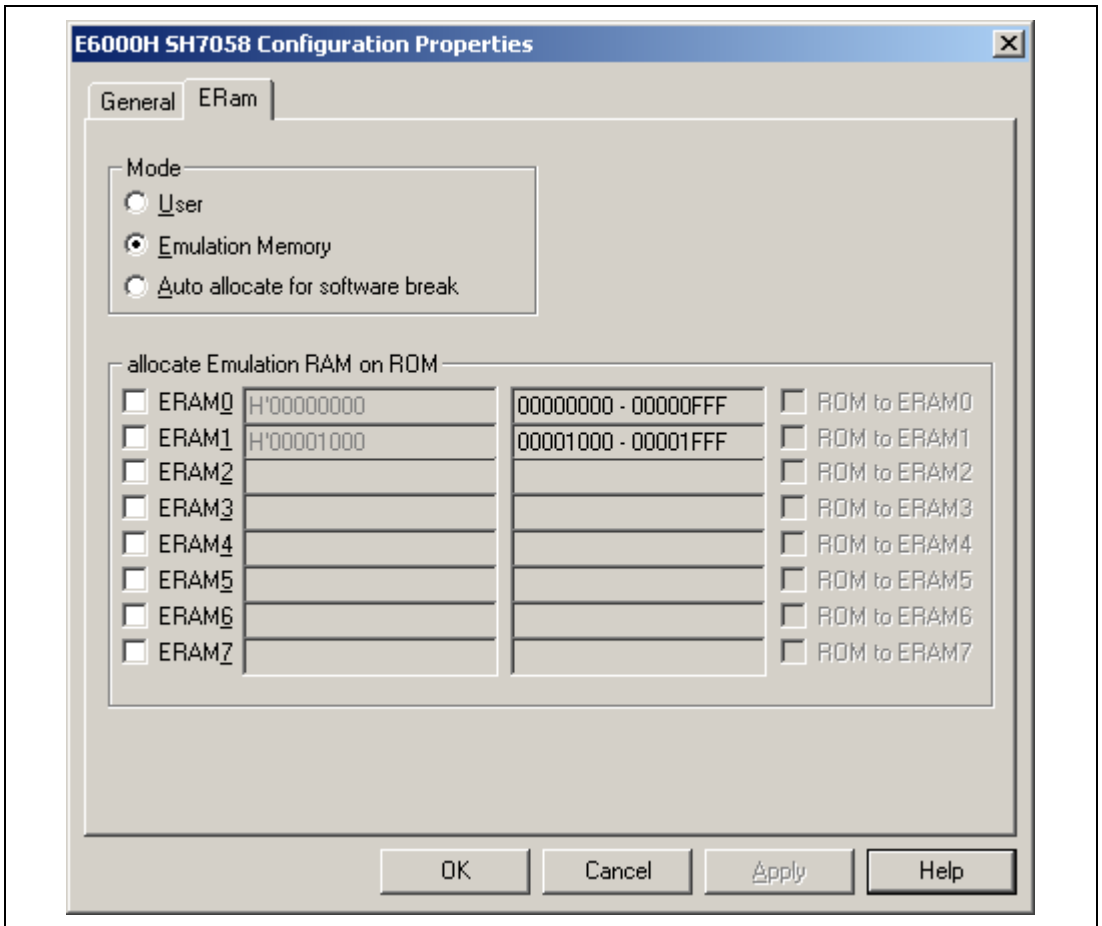 E6000H SH7058 Configuration Properties
General ERam
Mode
User
Emulation Memory
Auto allocate for software break
allocate Emulation RAM on ROM
ERAM0 H'00000000 00000000 - 00000FFF ROM to ERAM0
ERAM1 H'00001000 00001000 - 00001FFF ROM to ERAM1
ERAM2 ROM to ERAM2
ERAM3 ROM to ERAM3
ERAM4 ROM to ERAM4
ERAM5 ROM to ERAM5
ERAM6 ROM to ERAM6
ERAM7 ROM to ERAM7
OK Cancel Apply Help